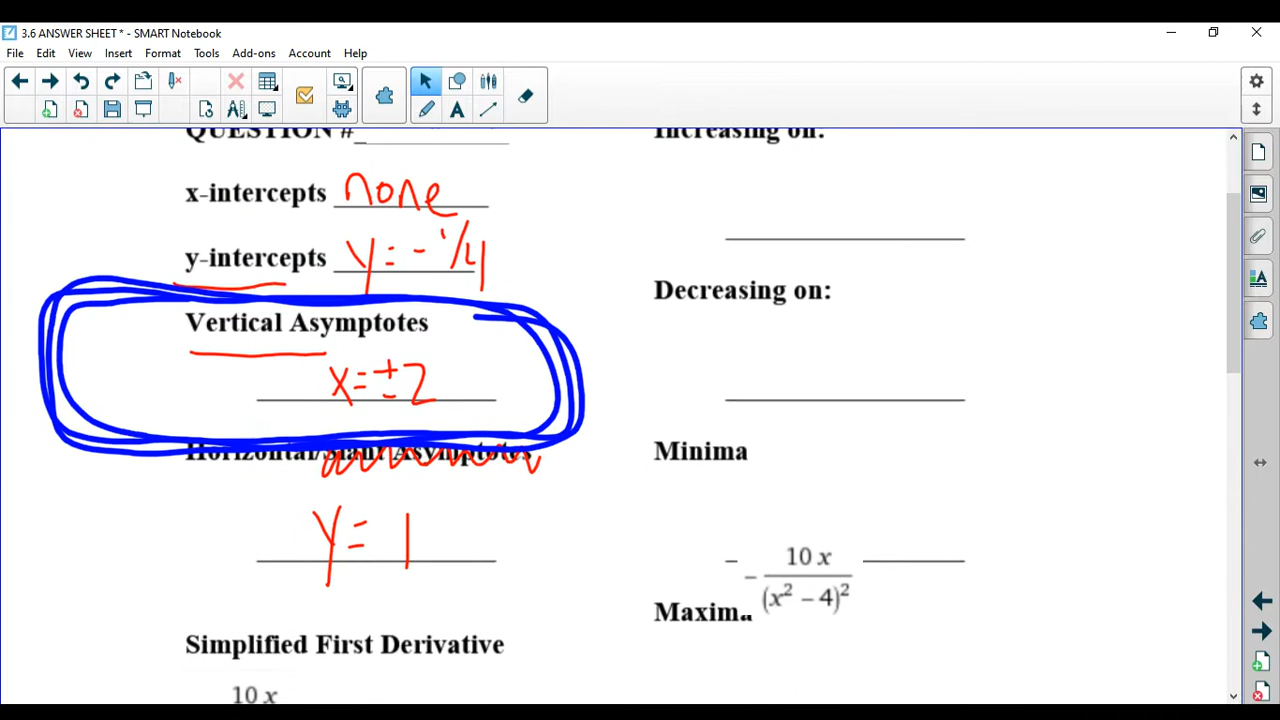 3.6 ANSWER SHEET * - SMART Notebook
File Edit View Insert Format Tools Add-ons Account Help
QUESTION #
x-intercepts none
y-intercepts y = - 1/4
Vertical Asymptotes
x = ± 2
Horizontal/Slant Asymptotes
y = 1
Simplified First Derivative
10 x
Increasing on:
Decreasing on:
Minima
- 10 x
(x² - 4)²
Maxima